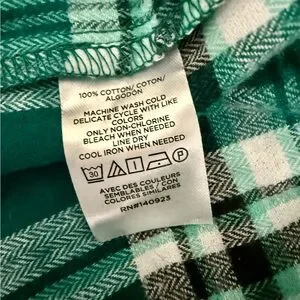 100% COTTON/ COTON/
ALGODÓN
MACHINE WASH COLD
DELICATE CYCLE WITH LIKE
COLORS
ONLY NON-CHLORINE
BLEACH WHEN NEEDED
LINE DRY
COOL IRON WHEN NEEDED
30 P
AVEC DES COULEURS
SEMBLABLES / CON
COLORES SIMILARES
RN#140923